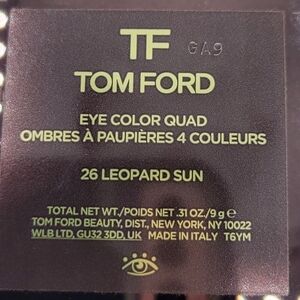 TF GA9
TOM FORD
EYE COLOR QUAD
OMBRES À PAUPIÈRES 4 COULEURS
26 LEOPARD SUN
TOTAL NET WT./POIDS NET .31 OZ./9 g ℮
TOM FORD BEAUTY, DIST., NEW YORK, NY 10022
WLB LTD, GU32 3DD, UK MADE IN ITALY T6YM